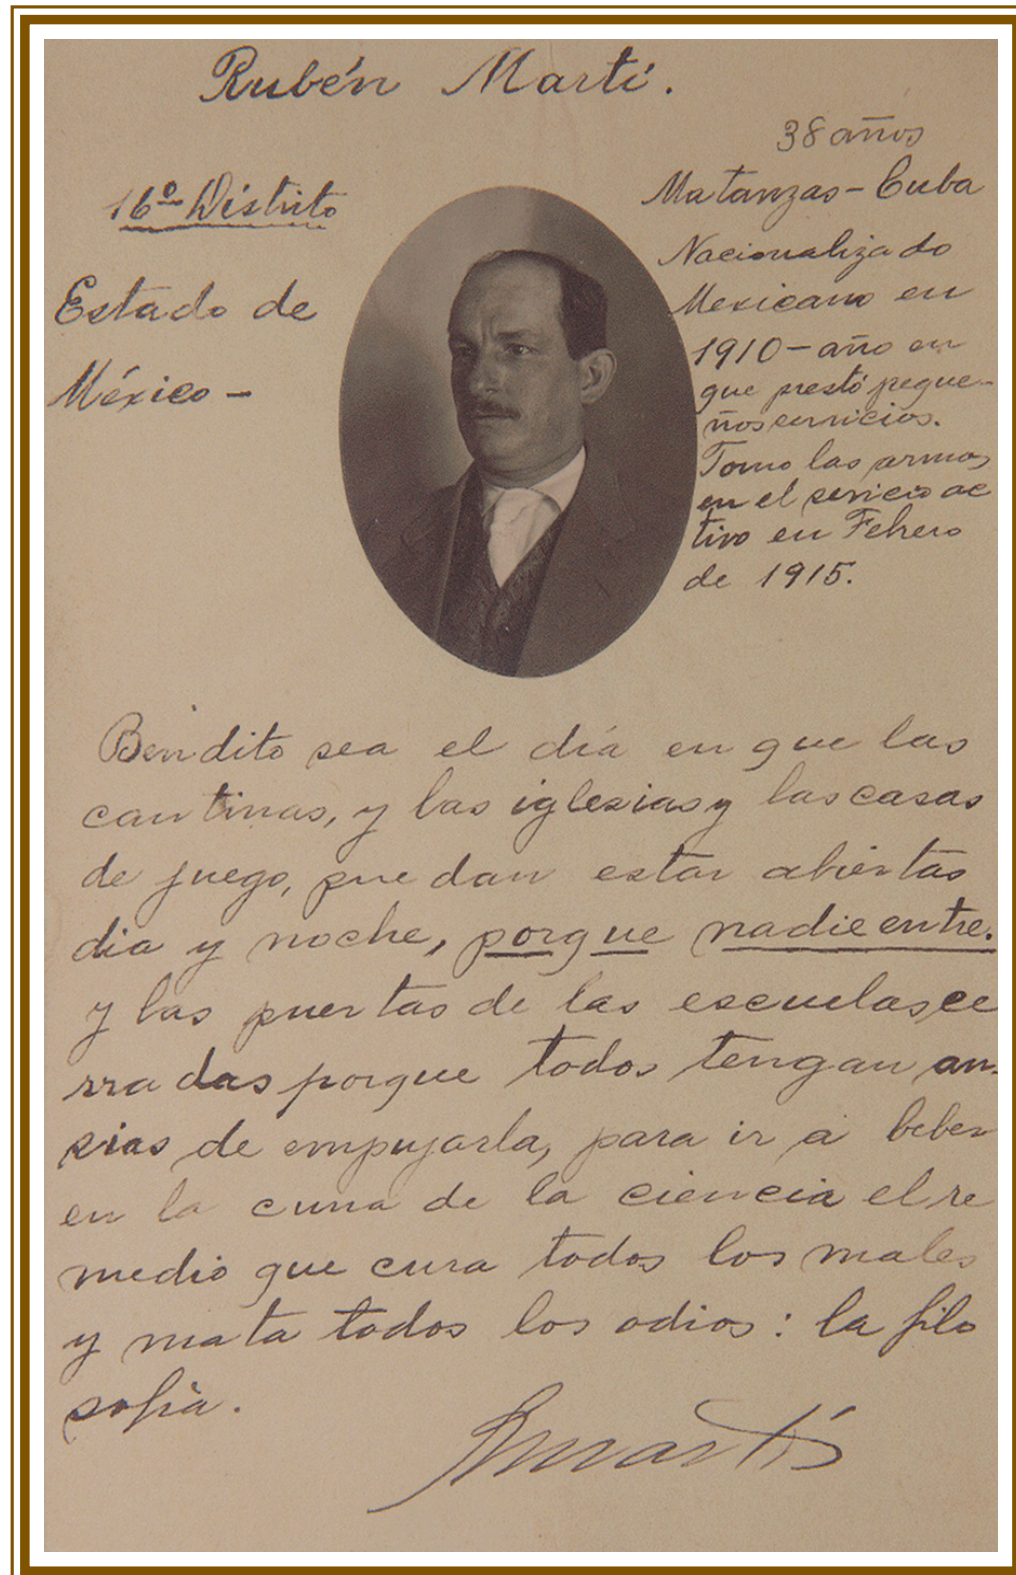 Rubén Martí.
16º Distrito
Estado de
México -
38 años
Matanzas - Cuba
Nacionalizado
Mexicano en
1910 - año en
que prestó peque-
ños servicios.
Tomo las armas
en el servicio ac
tivo en Febrero
de 1915.
Bendito sea el día en que las
cantinas, y las iglesias y las casas
de juego, puedan estar abiertas
dia y noche, porque nadie entre.
y las puertas de las escuelas ce
rradas porque todos tengan an-
sias de empujarla, para ir á beber
en la cuna de la ciencia el re
medio que cura todos los males
y mata todos los odios: la filo
sofía.
RMartí